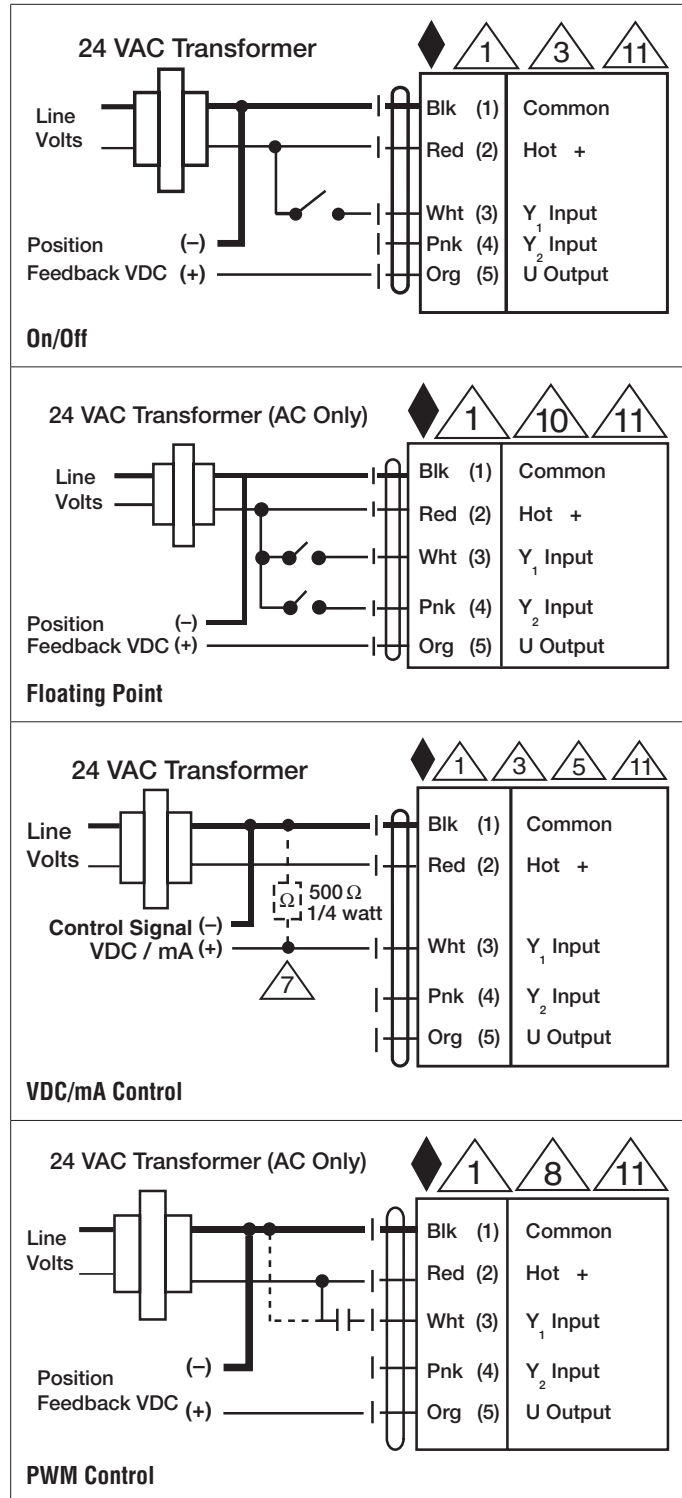 24 VAC Transformer
1 3 11
Line
Volts
Blk (1) Common
Red (2) Hot +
Wht (3) Y1 Input
Position (–)
Pnk (4) Y2 Input
Feedback VDC (+)
Org (5) U Output
On/Off
24 VAC Transformer (AC Only)
1 10 11
Line
Volts
Blk (1) Common
Red (2) Hot +
Wht (3) Y1 Input
Pnk (4) Y2 Input
Position (–)
Feedback VDC (+)
Org (5) U Output
Floating Point
24 VAC Transformer
1 3 5 11
Line
Volts
Blk (1) Common
Red (2) Hot +
Ω 500 Ω
1/4 watt
Control Signal (–)
VDC / mA (+)
Wht (3) Y1 Input
7
Pnk (4) Y2 Input
Org (5) U Output
VDC/mA Control
24 VAC Transformer (AC Only)
1 8 11
Line
Volts
Blk (1) Common
Red (2) Hot +
Wht (3) Y1 Input
Position (–)
Pnk (4) Y2 Input
Feedback VDC (+)
Org (5) U Output
PWM Control